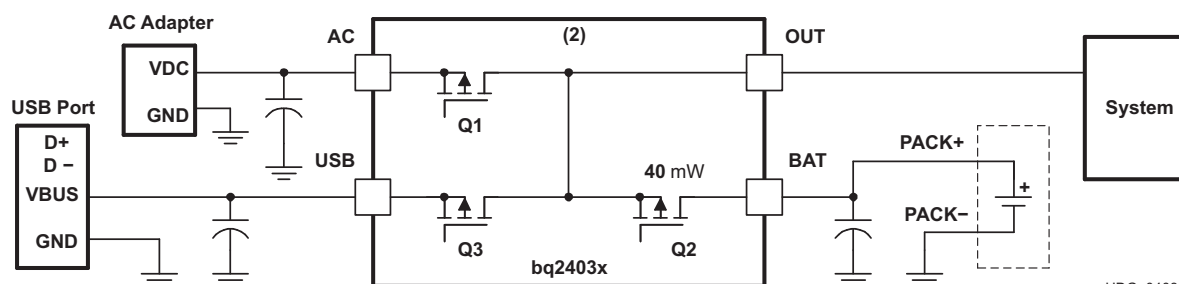 AC Adapter
VDC
GND
USB Port
D+
D −
VBUS
GND
AC
(2)
OUT
Q1
System
USB
40 mW
BAT
PACK+
+
PACK−
Q3
Q2
bq2403x